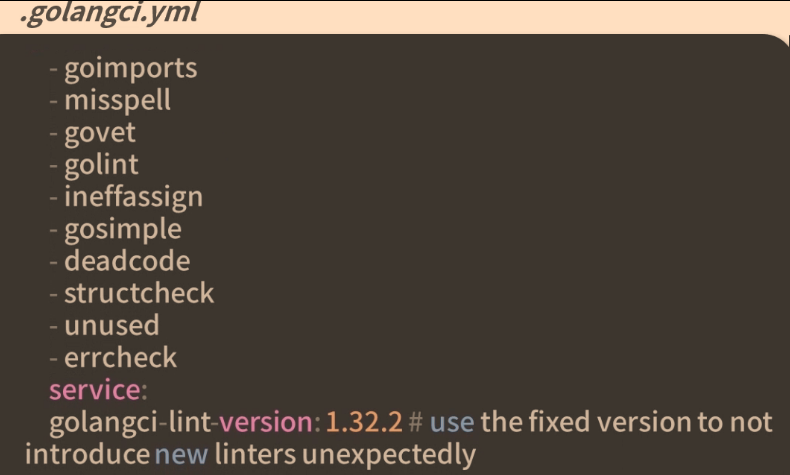 .golangci.yml
- goimports
- misspell
- govet
- golint
- ineffassign
- gosimple
- deadcode
- structcheck
- unused
- errcheck
service:
golangci-lint-version: 1.32.2 # use the fixed version to not
introduce new linters unexpectedly